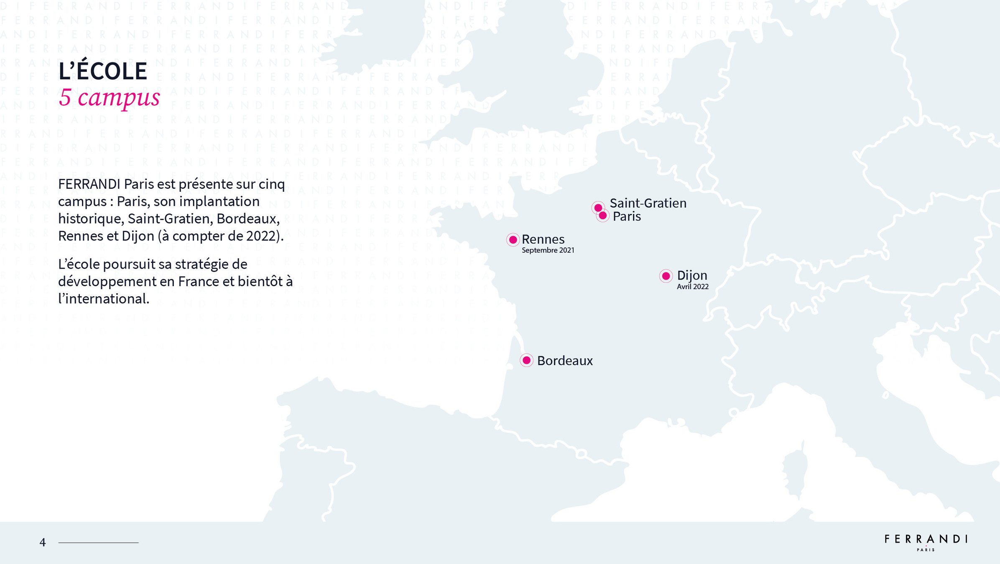 L’ÉCOLE
5 campus
FERRANDI Paris est présente sur cinq
campus : Paris, son implantation
historique, Saint-Gratien, Bordeaux,
Rennes et Dijon (à compter de 2022).
L’école poursuit sa stratégie de
développement en France et bientôt à
l’international.
Saint-Gratien
Paris
Rennes
Septembre 2021
Dijon
Avril 2022
Bordeaux
4
FERRANDI
PARIS